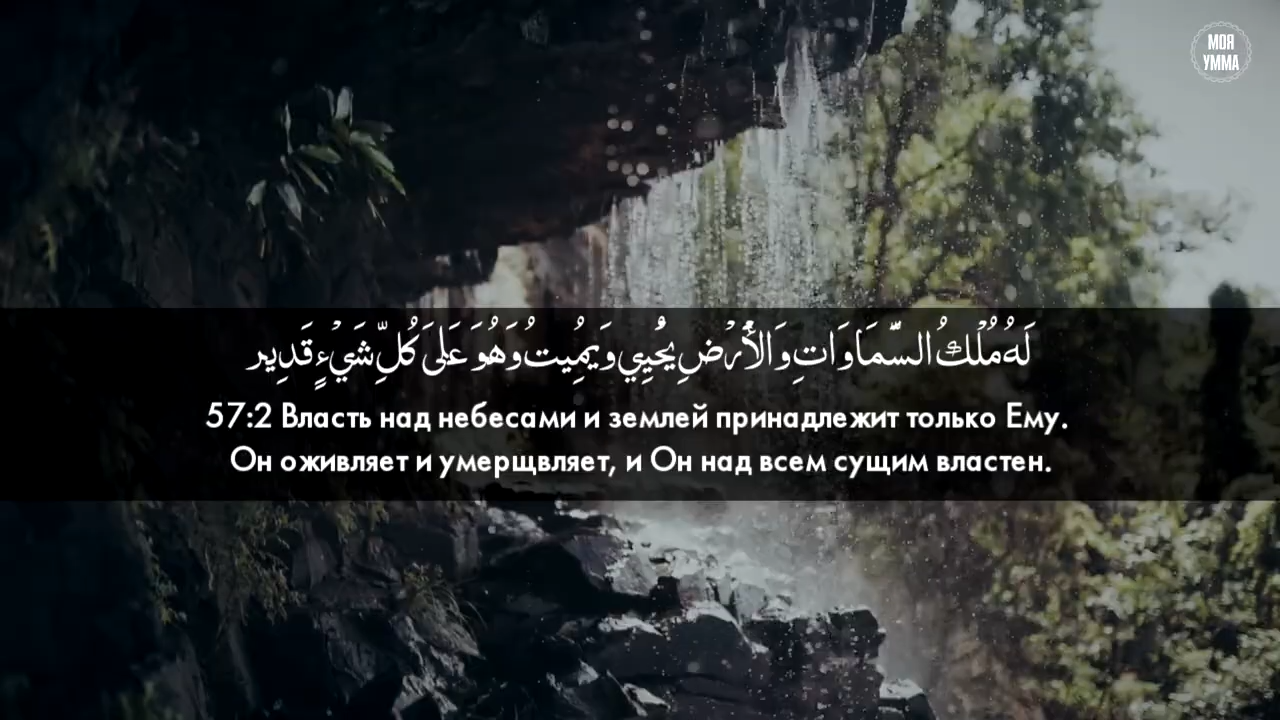 МОЯ
УММА
لَهُ مُلْكُ السَّمَاوَاتِ وَالْأَرْضِ يُحْيِي وَيُمِيتُ وَهُوَ عَلَى كُلِّ شَيْءٍ قَدِير
57:2 Власть над небесами и землей принадлежит только Ему.
Он оживляет и умерщвляет, и Он над всем сущим властен.